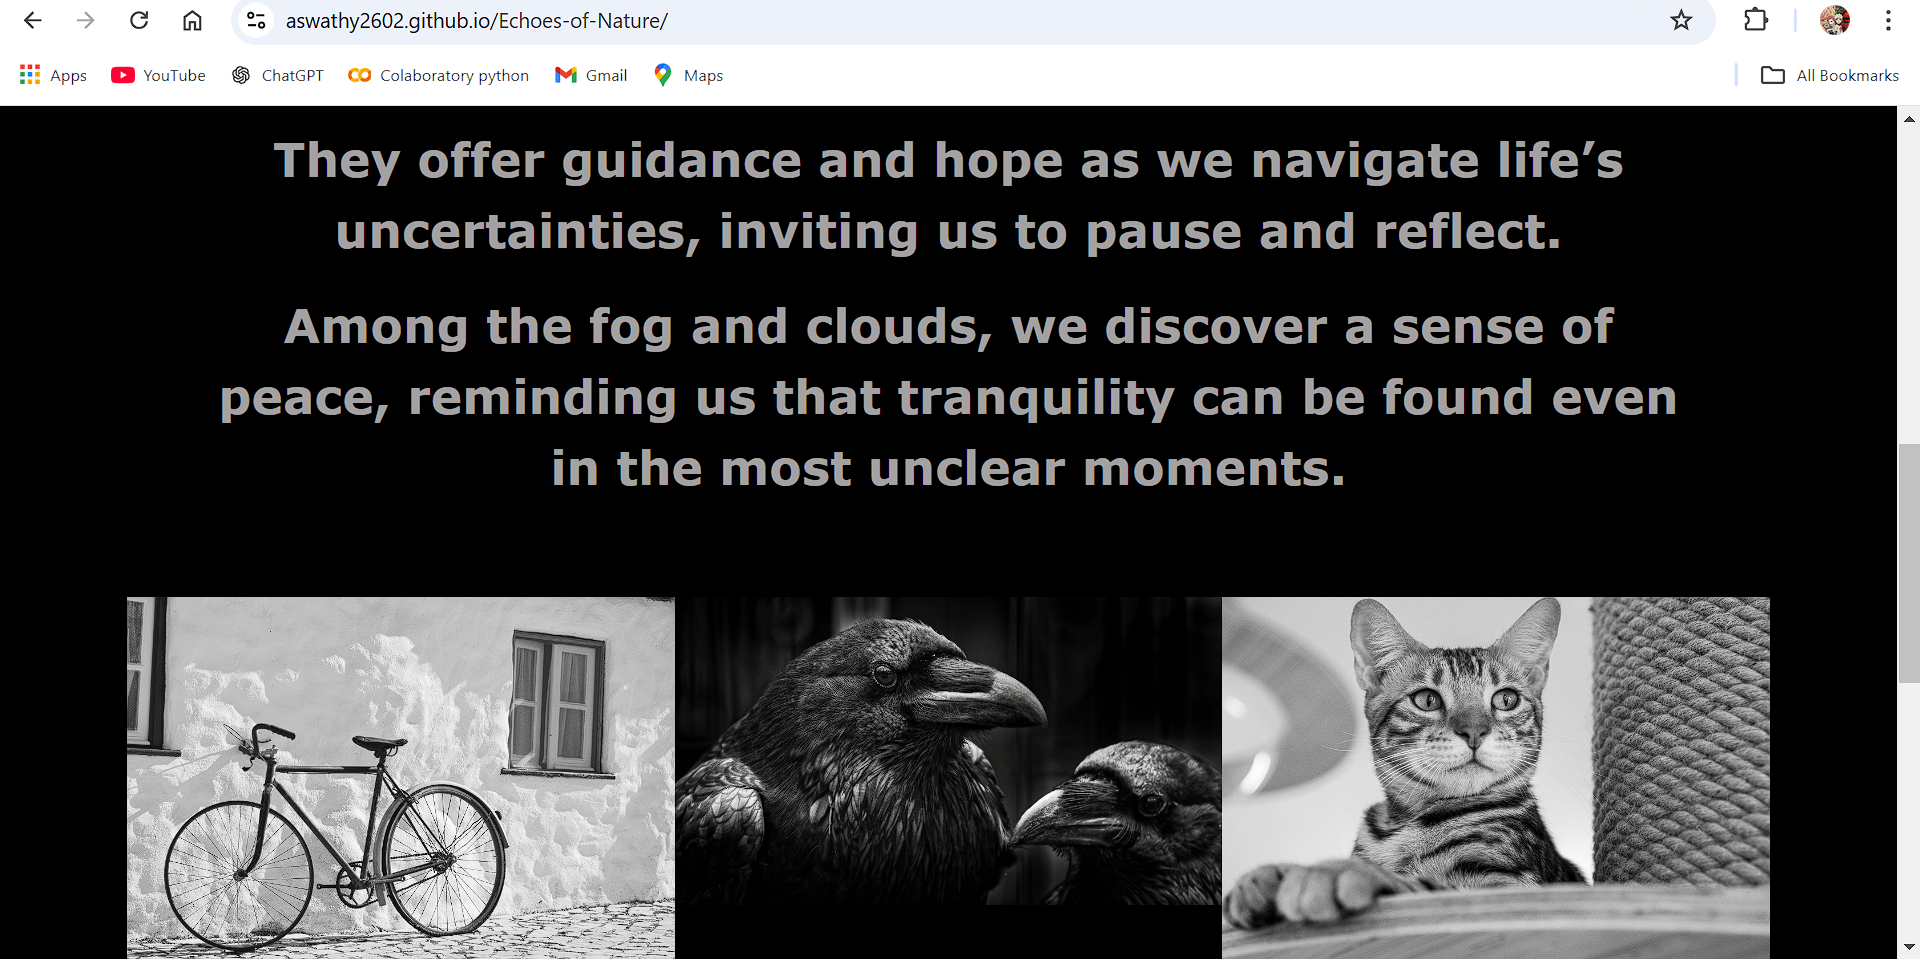 aswathy2602.github.io/Echoes-of-Nature/
Apps YouTube ChatGPT Colaboratory python Gmail Maps All Bookmarks
They offer guidance and hope as we navigate life’s
uncertainties, inviting us to pause and reflect.
Among the fog and clouds, we discover a sense of
peace, reminding us that tranquility can be found even
in the most unclear moments.